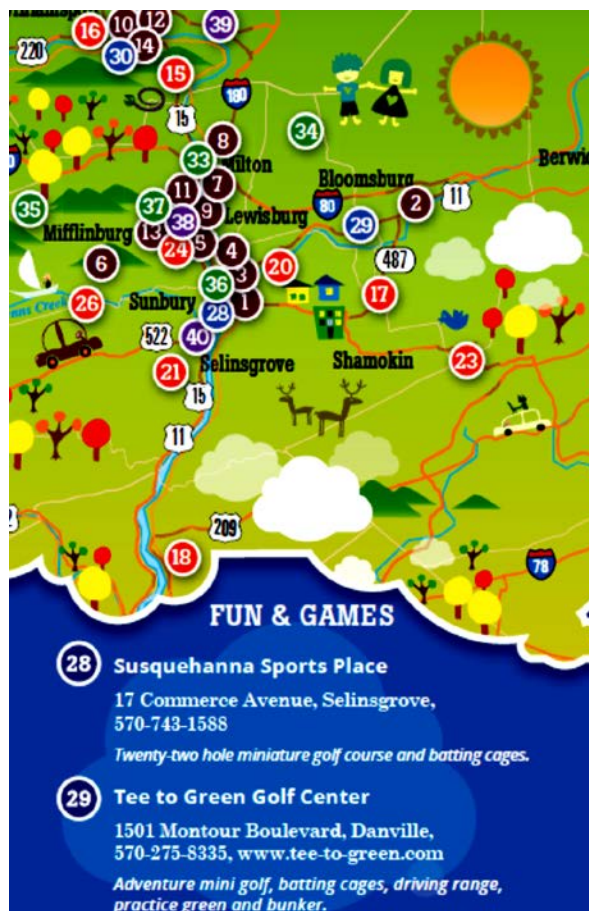 16
10
12
39
220
30
14
15
180
15
8
34
33
Milton
Berwi
Bloomsburg
11
7
80
2
11
35
37
38
9
Lewisburg
29
Mifflinburg
13
24
5
4
487
6
20
3
36
17
26
nns Creek
Sunbury
28
1
522
40
Selinsgrove
Shamokin
23
21
15
11
209
18
78
FUN & GAMES
28 Susquehanna Sports Place
17 Commerce Avenue, Selinsgrove,
570-743-1588
Twenty-two hole miniature golf course and batting cages.
29 Tee to Green Golf Center
1501 Montour Boulevard, Danville,
570-275-8335, www.tee-to-green.com
Adventure mini golf, batting cages, driving range,
practice green and bunker.